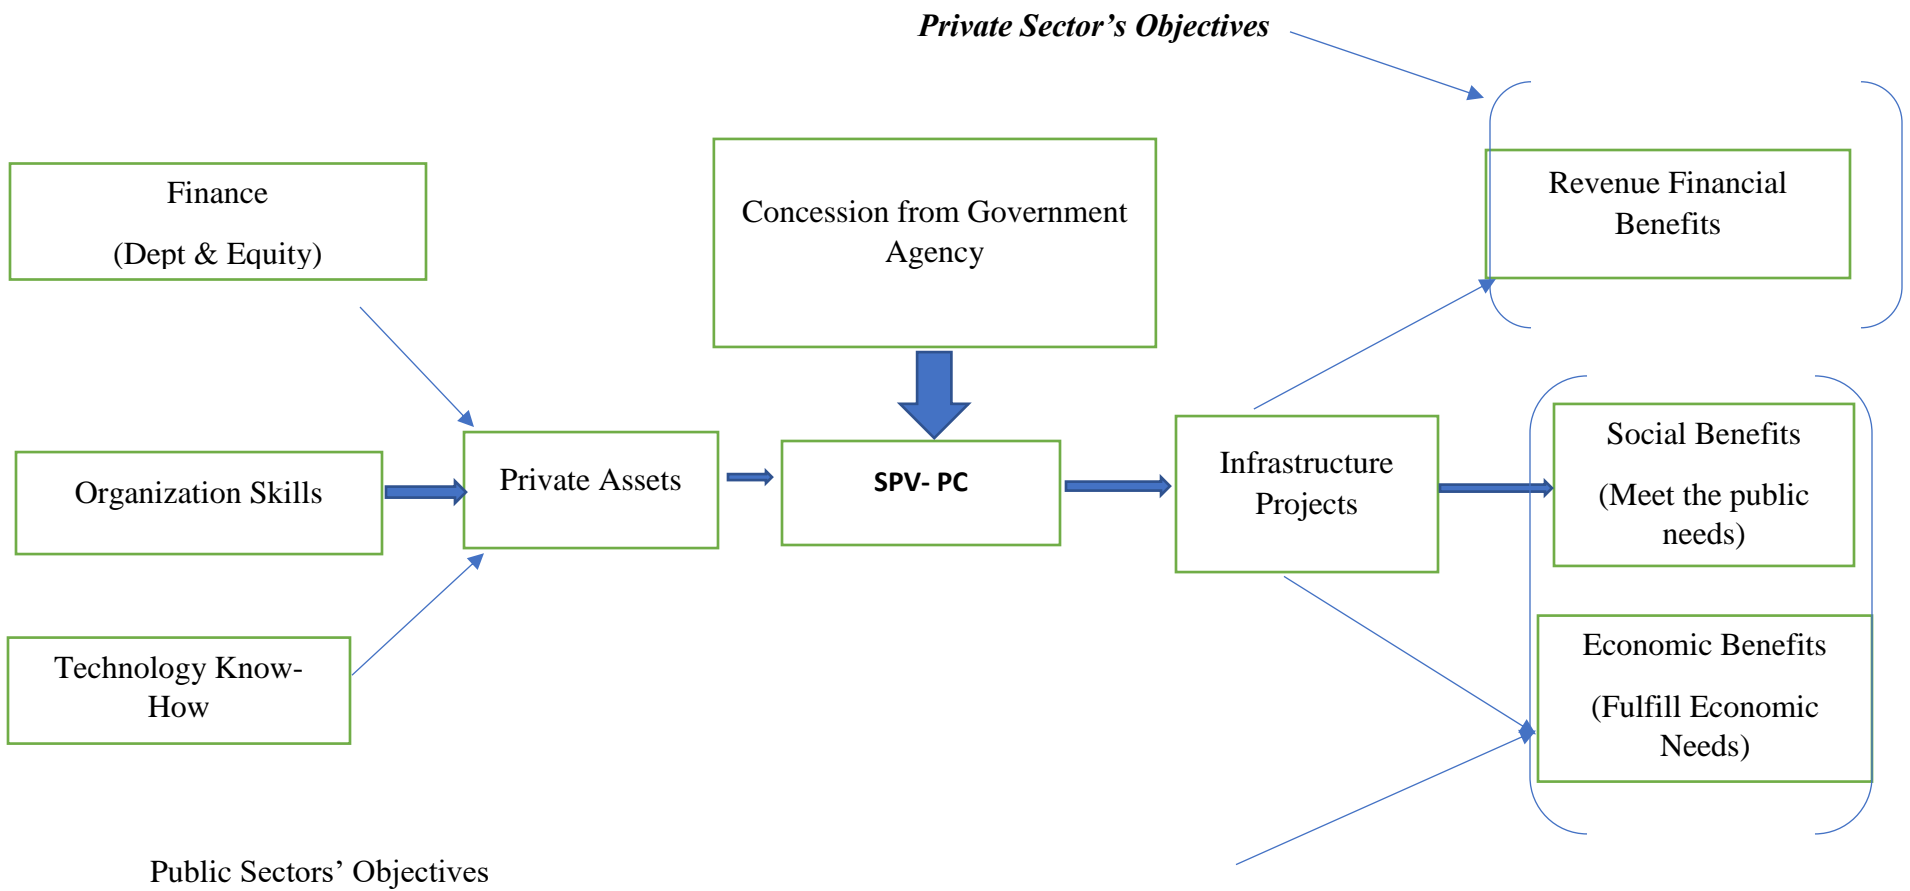 Private Sector’s Objectives
Finance
(Dept & Equity)
Concession from Government
Agency
Revenue Financial
Benefits
Organization Skills
Private Assets
SPV- PC
Infrastructure
Projects
Social Benefits
(Meet the public
needs)
Technology Know-
How
Economic Benefits
(Fulfill Economic
Needs)
Public Sectors’ Objectives